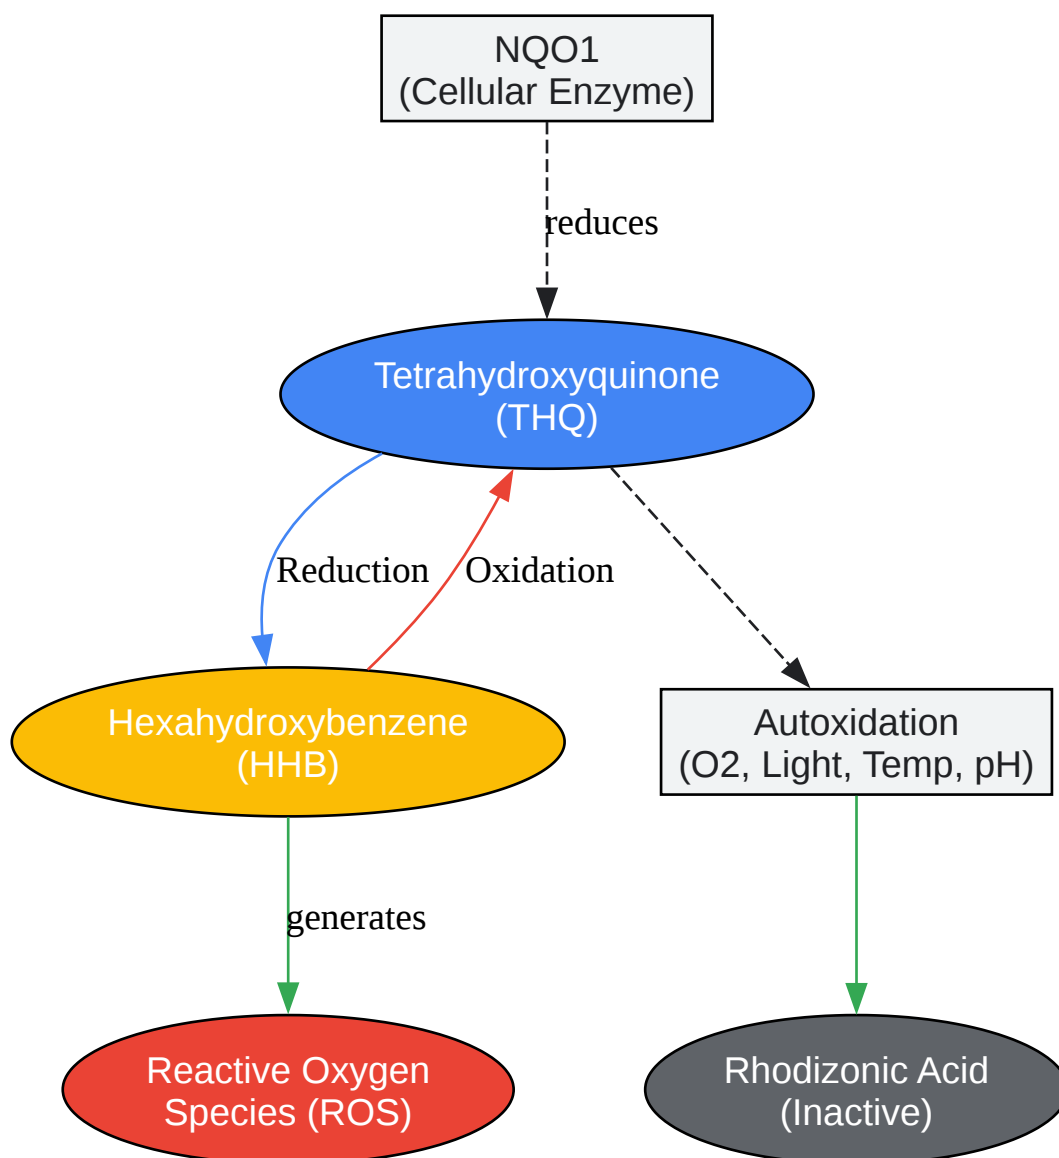 NQO1
(Cellular Enzyme)
reduces
Tetrahydroxyquinone
(THQ)
Reduction
Oxidation
Hexahydroxybenzene
(HHB)
Autoxidation
(O2, Light, Temp, pH)
generates
Reactive Oxygen
Species (ROS)
Rhodizonic Acid
(Inactive)